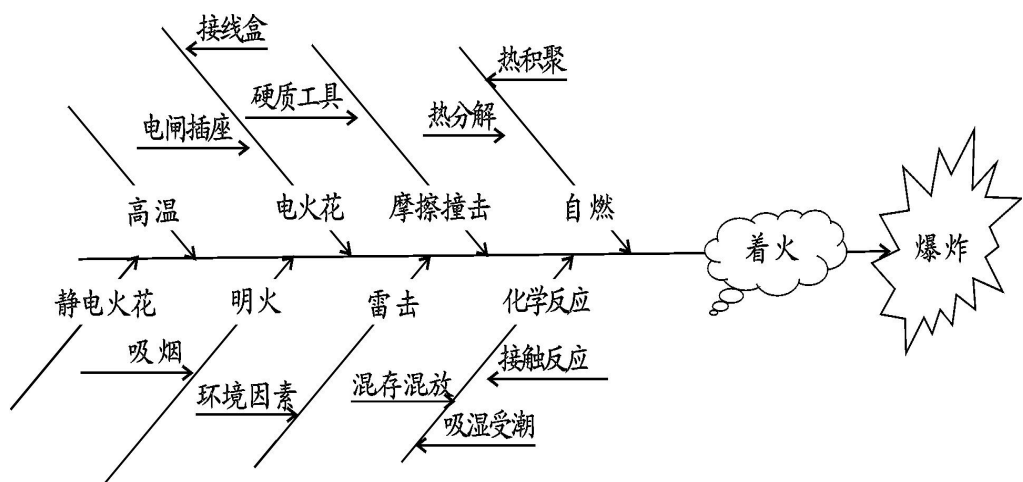 接线盒
热积聚
硬质工具
热分解
电闸插座
高温
电火花
摩擦撞击
自燃
着火
爆炸
静电火花
明火
雷击
化学反应
吸烟
接触反应
环境因素
混存混放
吸湿受潮